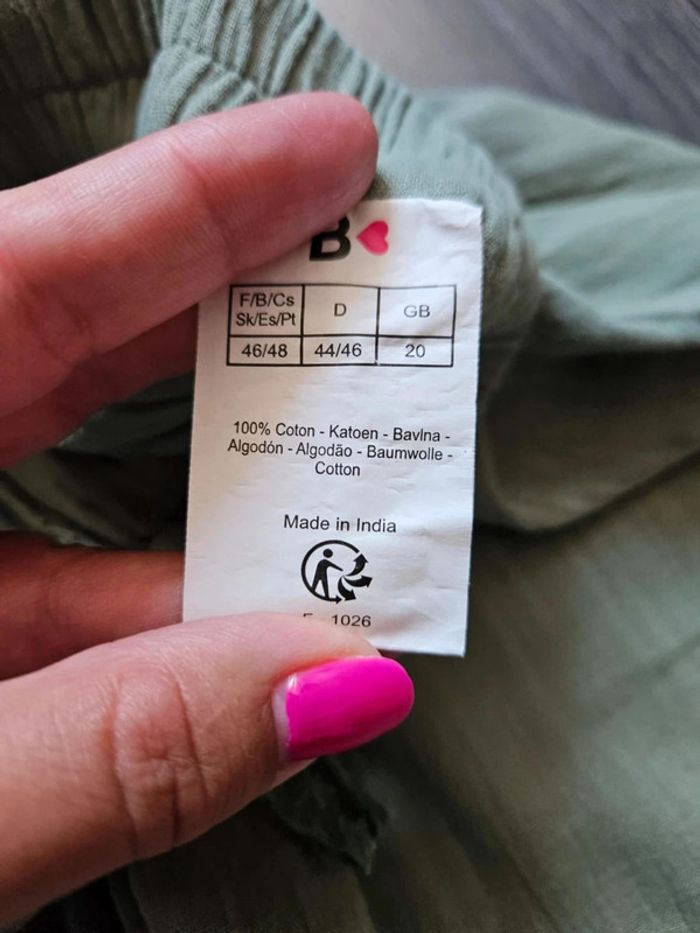 B
F/B/Cs
Sk/Es/Pt
D
GB
46/48
44/46
20
100% Coton - Katoen - Bavlna -
Algodón - Algodão - Baumwolle -
Cotton
Made in India
1026